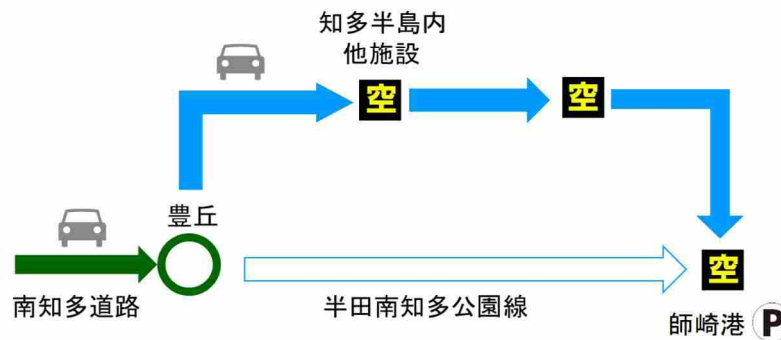 知多半島内
他施設
空
空
豊丘
空
南知多道路
半田南知多公園線
師崎港 P